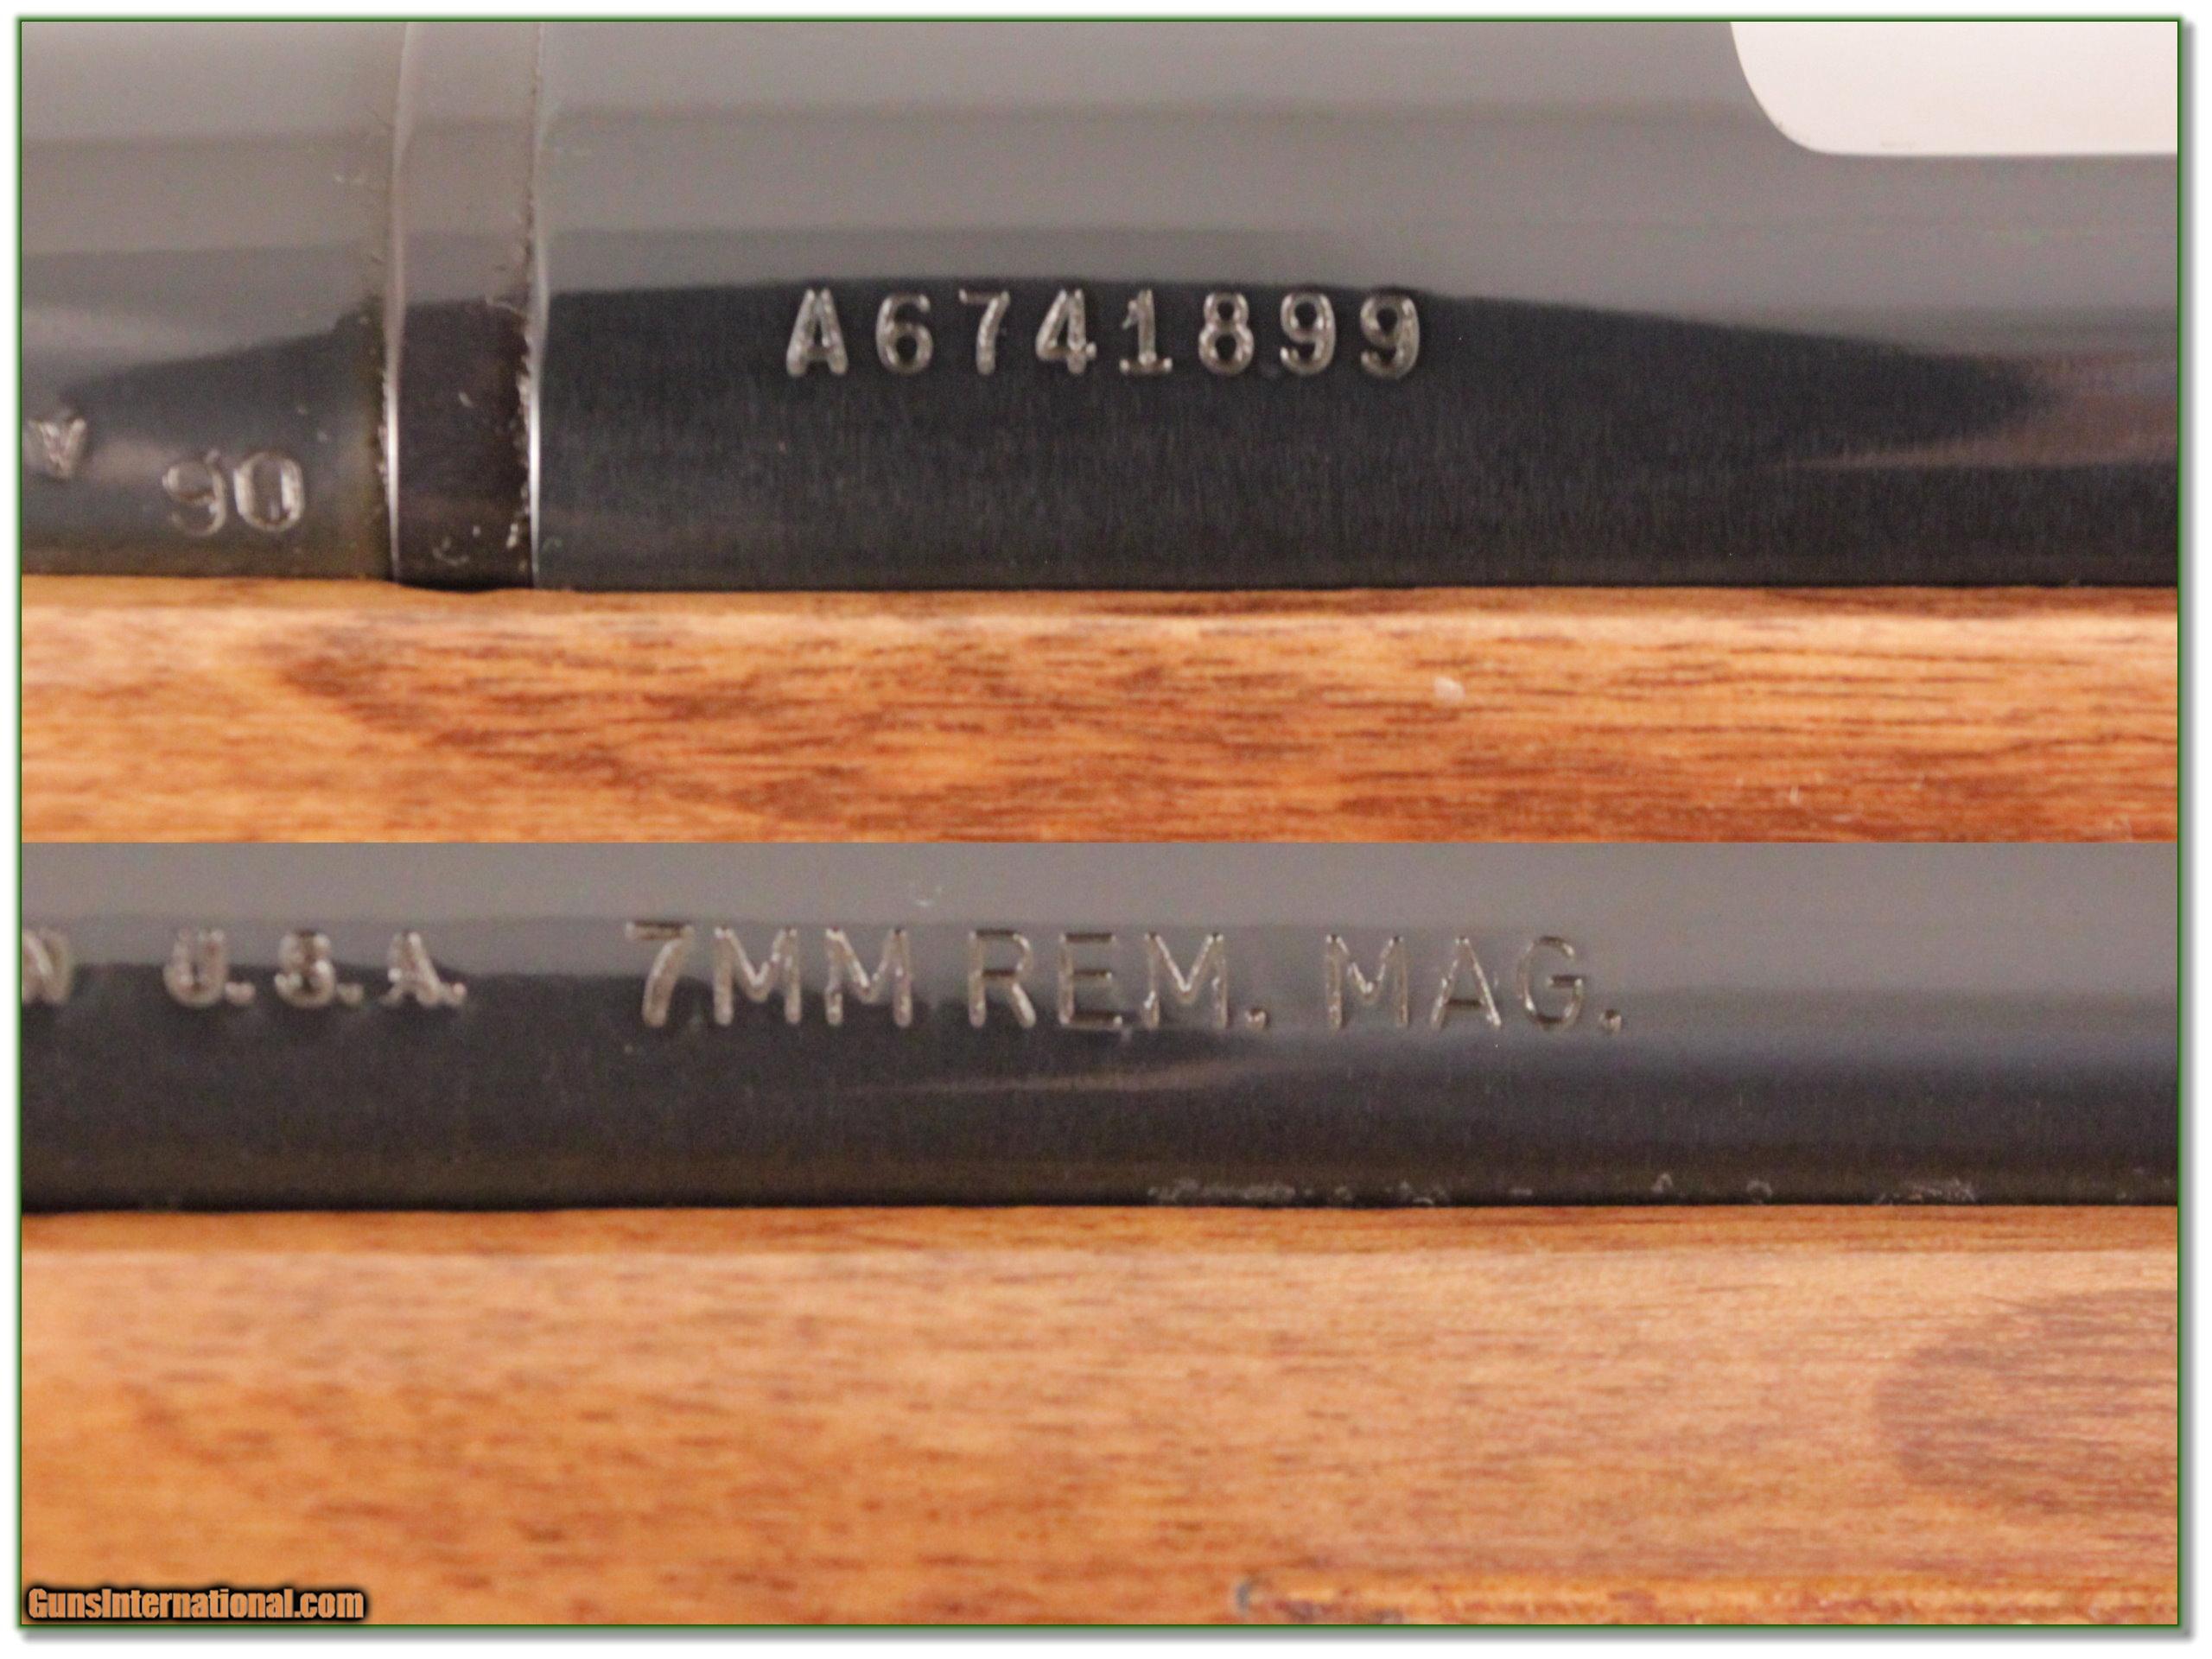 A6741899
90
U.S.A. 7MM REM. MAG.
GunsInternational.com